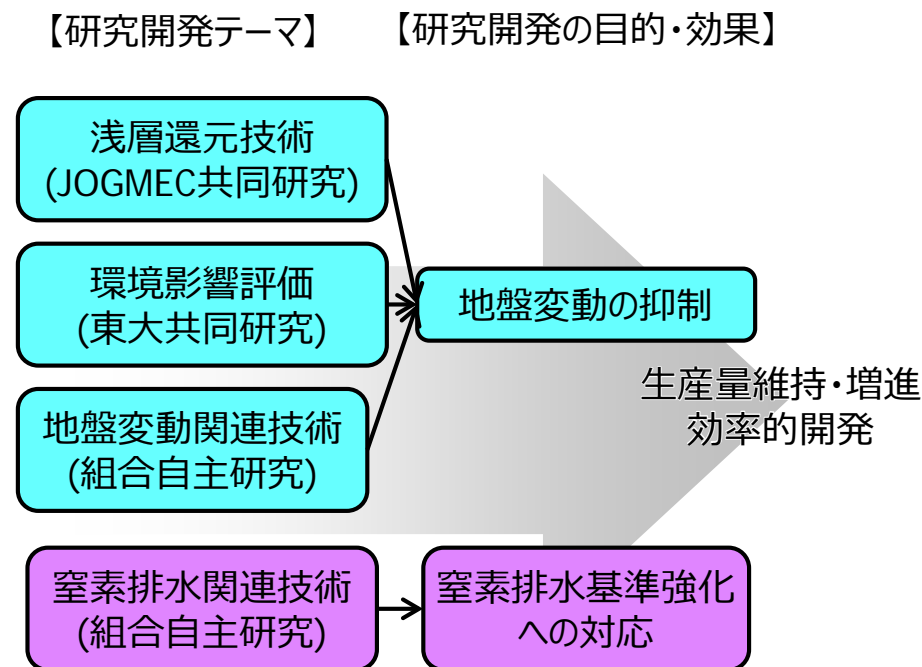 【研究開発テーマ】 【研究開発の目的・効果】
浅層還元技術
(JOGMEC共同研究)
環境影響評価
(東大共同研究)
地盤変動関連技術
(組合自主研究)
地盤変動の抑制
生産量維持・増進
効率的開発
窒素排水関連技術
(組合自主研究)
窒素排水基準強化
への対応